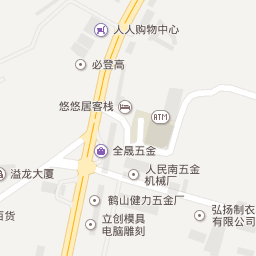 人人购物中心
必登高
悠悠居客栈
ATM
全晟五金
人民南五金
机械厂
溢龙大厦
鹤山健力五金厂
弘扬制衣
有限公司
百货
立创模具
电脑雕刻